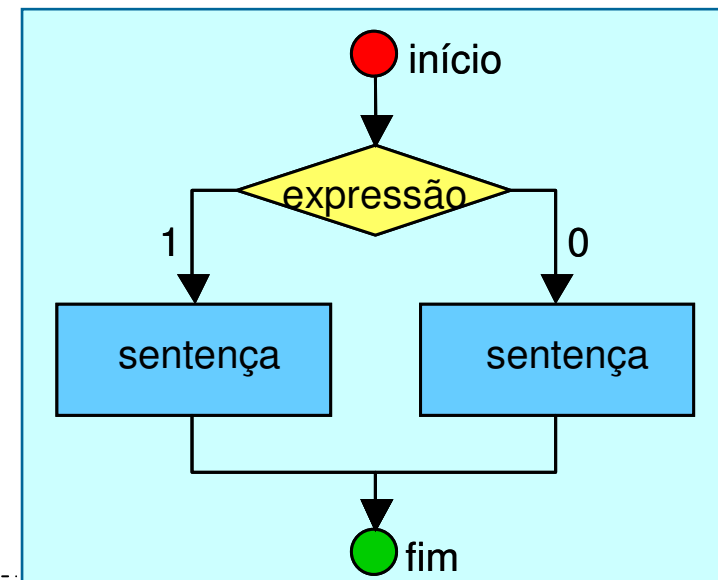 início
expressão
1
0
sentença
sentença
fim